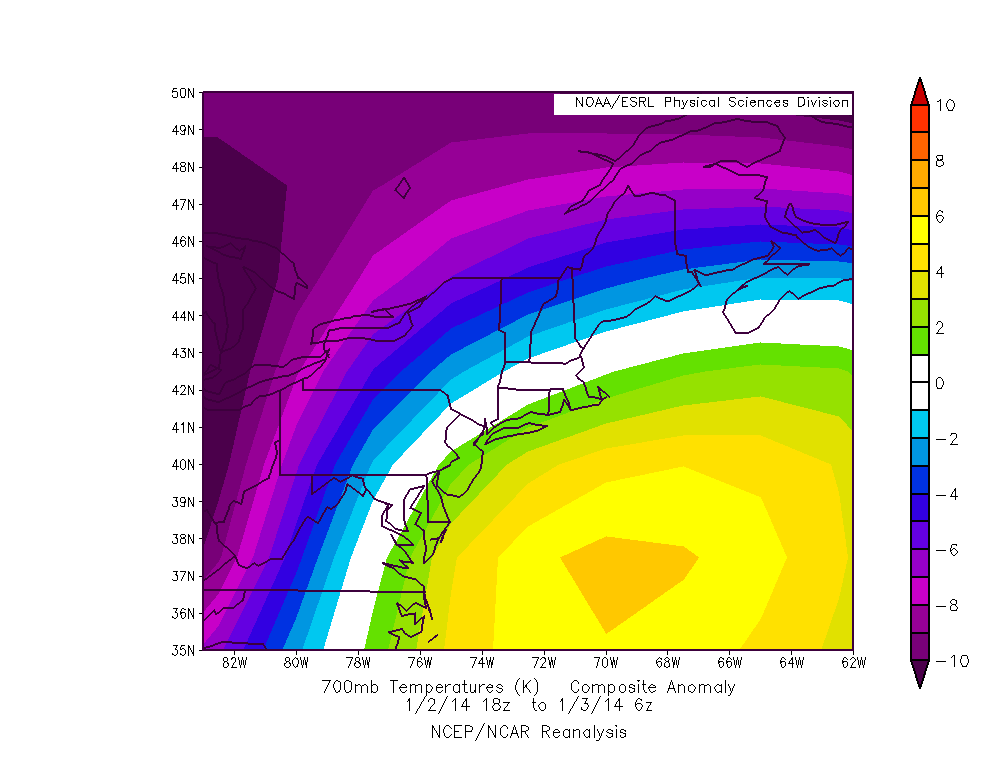 NOAA/ESRL Physical Sciences Division
50N
49N
48N
47N
46N
45N
44N
43N
42N
41N
40N
39N
38N
37N
36N
35N
82W 80W 78W 76W 74W 72W 70W 68W 66W 64W 62W
10
8
6
4
2
0
-2
-4
-6
-8
-10
700mb Temperatures (K) Composite Anomaly
1/2/14 18z to 1/3/14 6z
NCEP/NCAR Reanalysis